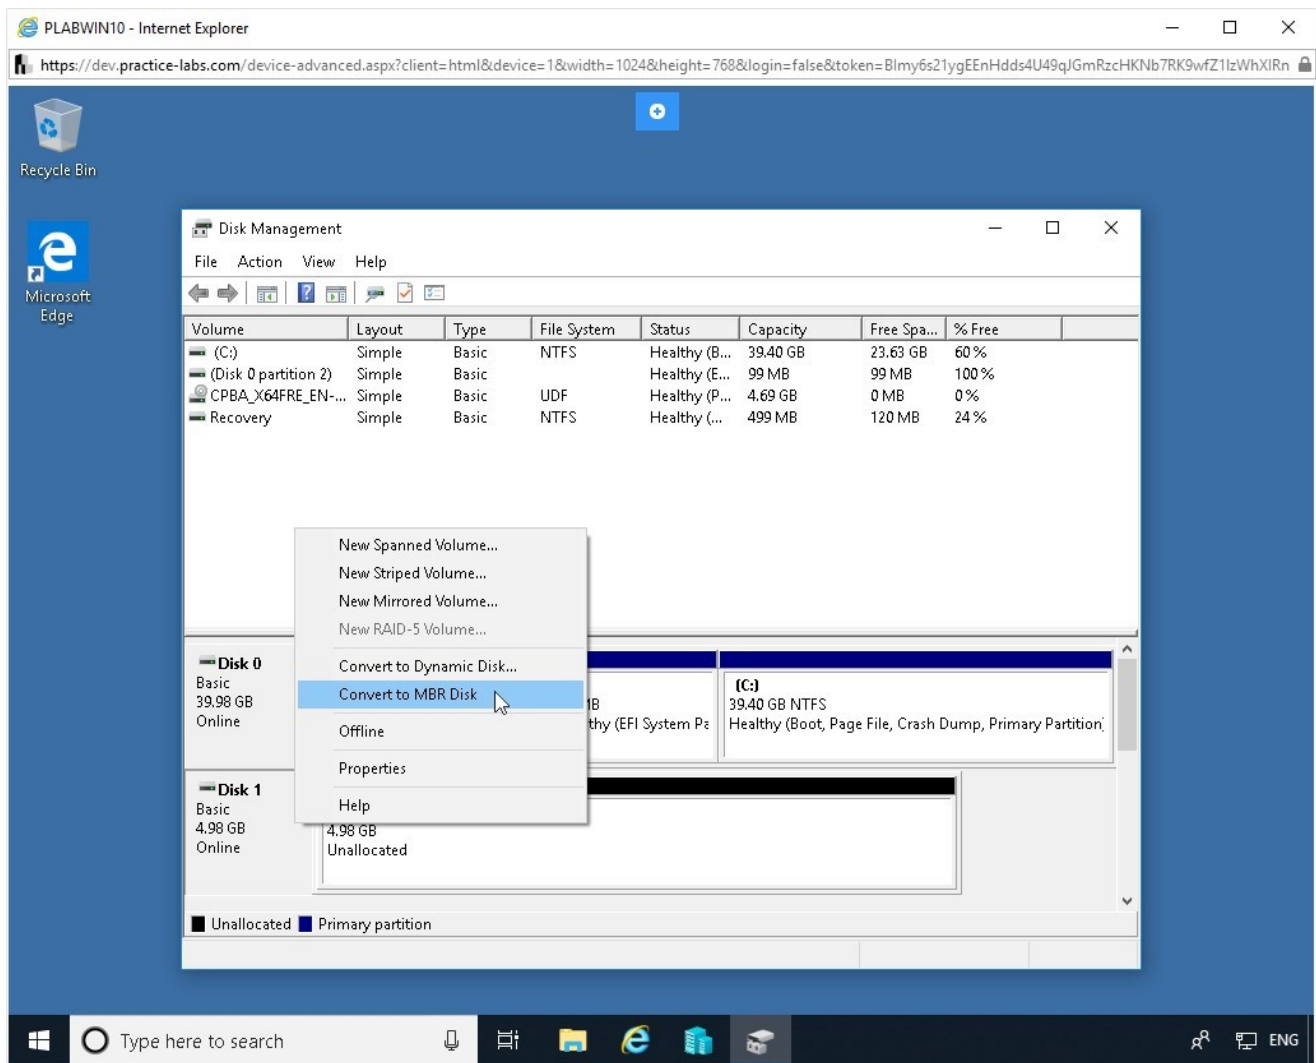 PLABWIN10 - Internet Explorer
https://dev.practice-labs.com/device-advanced.aspx?client=html&device=1&width=1024&height=768&login=false&token=
Recycle Bin
Microsoft
Edge
Disk Management
File Action View Help
Volume Layout Type File System Status Capacity Free Spa... % Free
(C:) Simple Basic NTFS Healthy (B... 39.40 GB 23.63 GB 60 %
(Disk 0 partition 2) Simple Basic Healthy (E... 99 MB 99 MB 100 %
CPBA_X64FRE_EN-... Simple Basic UDF Healthy (P... 4.69 GB 0 MB 0 %
Recovery Simple Basic NTFS Healthy (... 499 MB 120 MB 24 %
New Spanned Volume...
New Striped Volume...
New Mirrored Volume...
New RAID-5 Volume...
Convert to Dynamic Disk...
Convert to MBR Disk
Offline
Properties
Help
Disk 0
Basic
39.98 GB
Online
thy (EFI System Pa
(C:)
39.40 GB NTFS
Healthy (Boot, Page File, Crash Dump, Primary Partition)
Disk 1
Basic
4.98 GB
Online
4.98 GB
Unallocated
Unallocated Primary partition
Type here to search
ENG